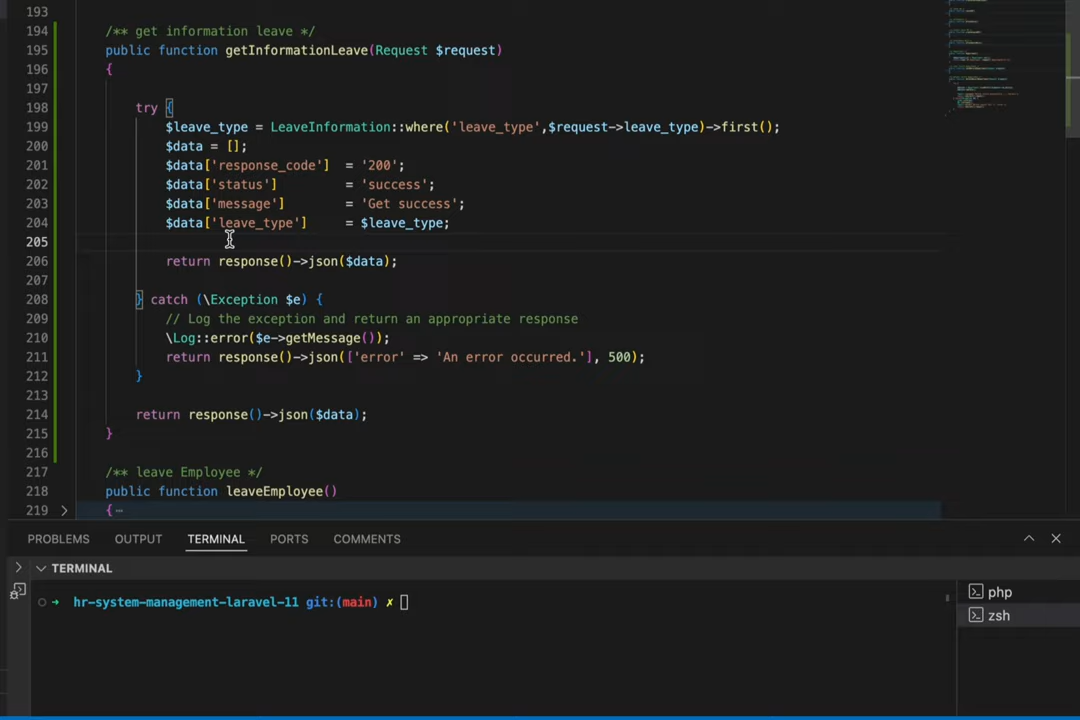 193
194 /** get information leave */
195 public function getInformationLeave(Request $request)
196 {
197
198 try {
199 $leave_type = LeaveInformation::where('leave_type',$request->leave_type)->first();
200 $data = [];
201 $data['response_code'] = '200';
202 $data['status'] = 'success';
203 $data['message'] = 'Get success';
204 $data['leave_type'] = $leave_type;
205
206 return response()->json($data);
207
208 } catch (\Exception $e) {
209 // Log the exception and return an appropriate response
210 \Log::error($e->getMessage());
211 return response()->json(['error' => 'An error occurred.'], 500);
212 }
213
214 return response()->json($data);
215 }
216
217 /** leave Employee */
218 public function leaveEmployee()
219 { ⋯
PROBLEMS OUTPUT TERMINAL PORTS COMMENTS
TERMINAL
hr-system-management-laravel-11 git:(main) ✗
php
zsh